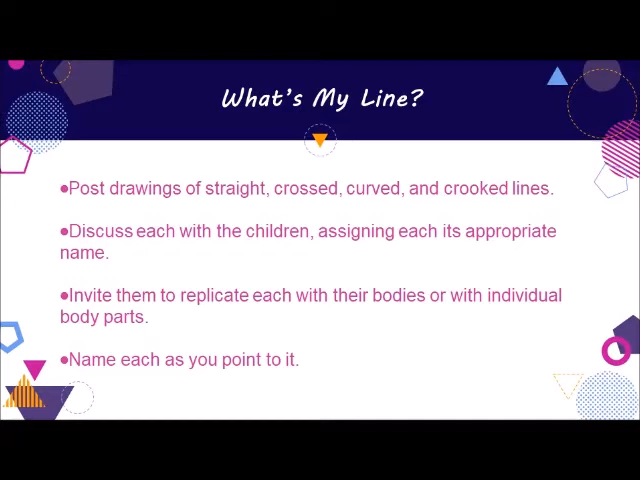 What's My Line?
●Post drawings of straight, crossed, curved, and crooked lines.
●Discuss each with the children, assigning each its appropriate
name.
●Invite them to replicate each with their bodies or with individual
body parts.
●Name each as you point to it.